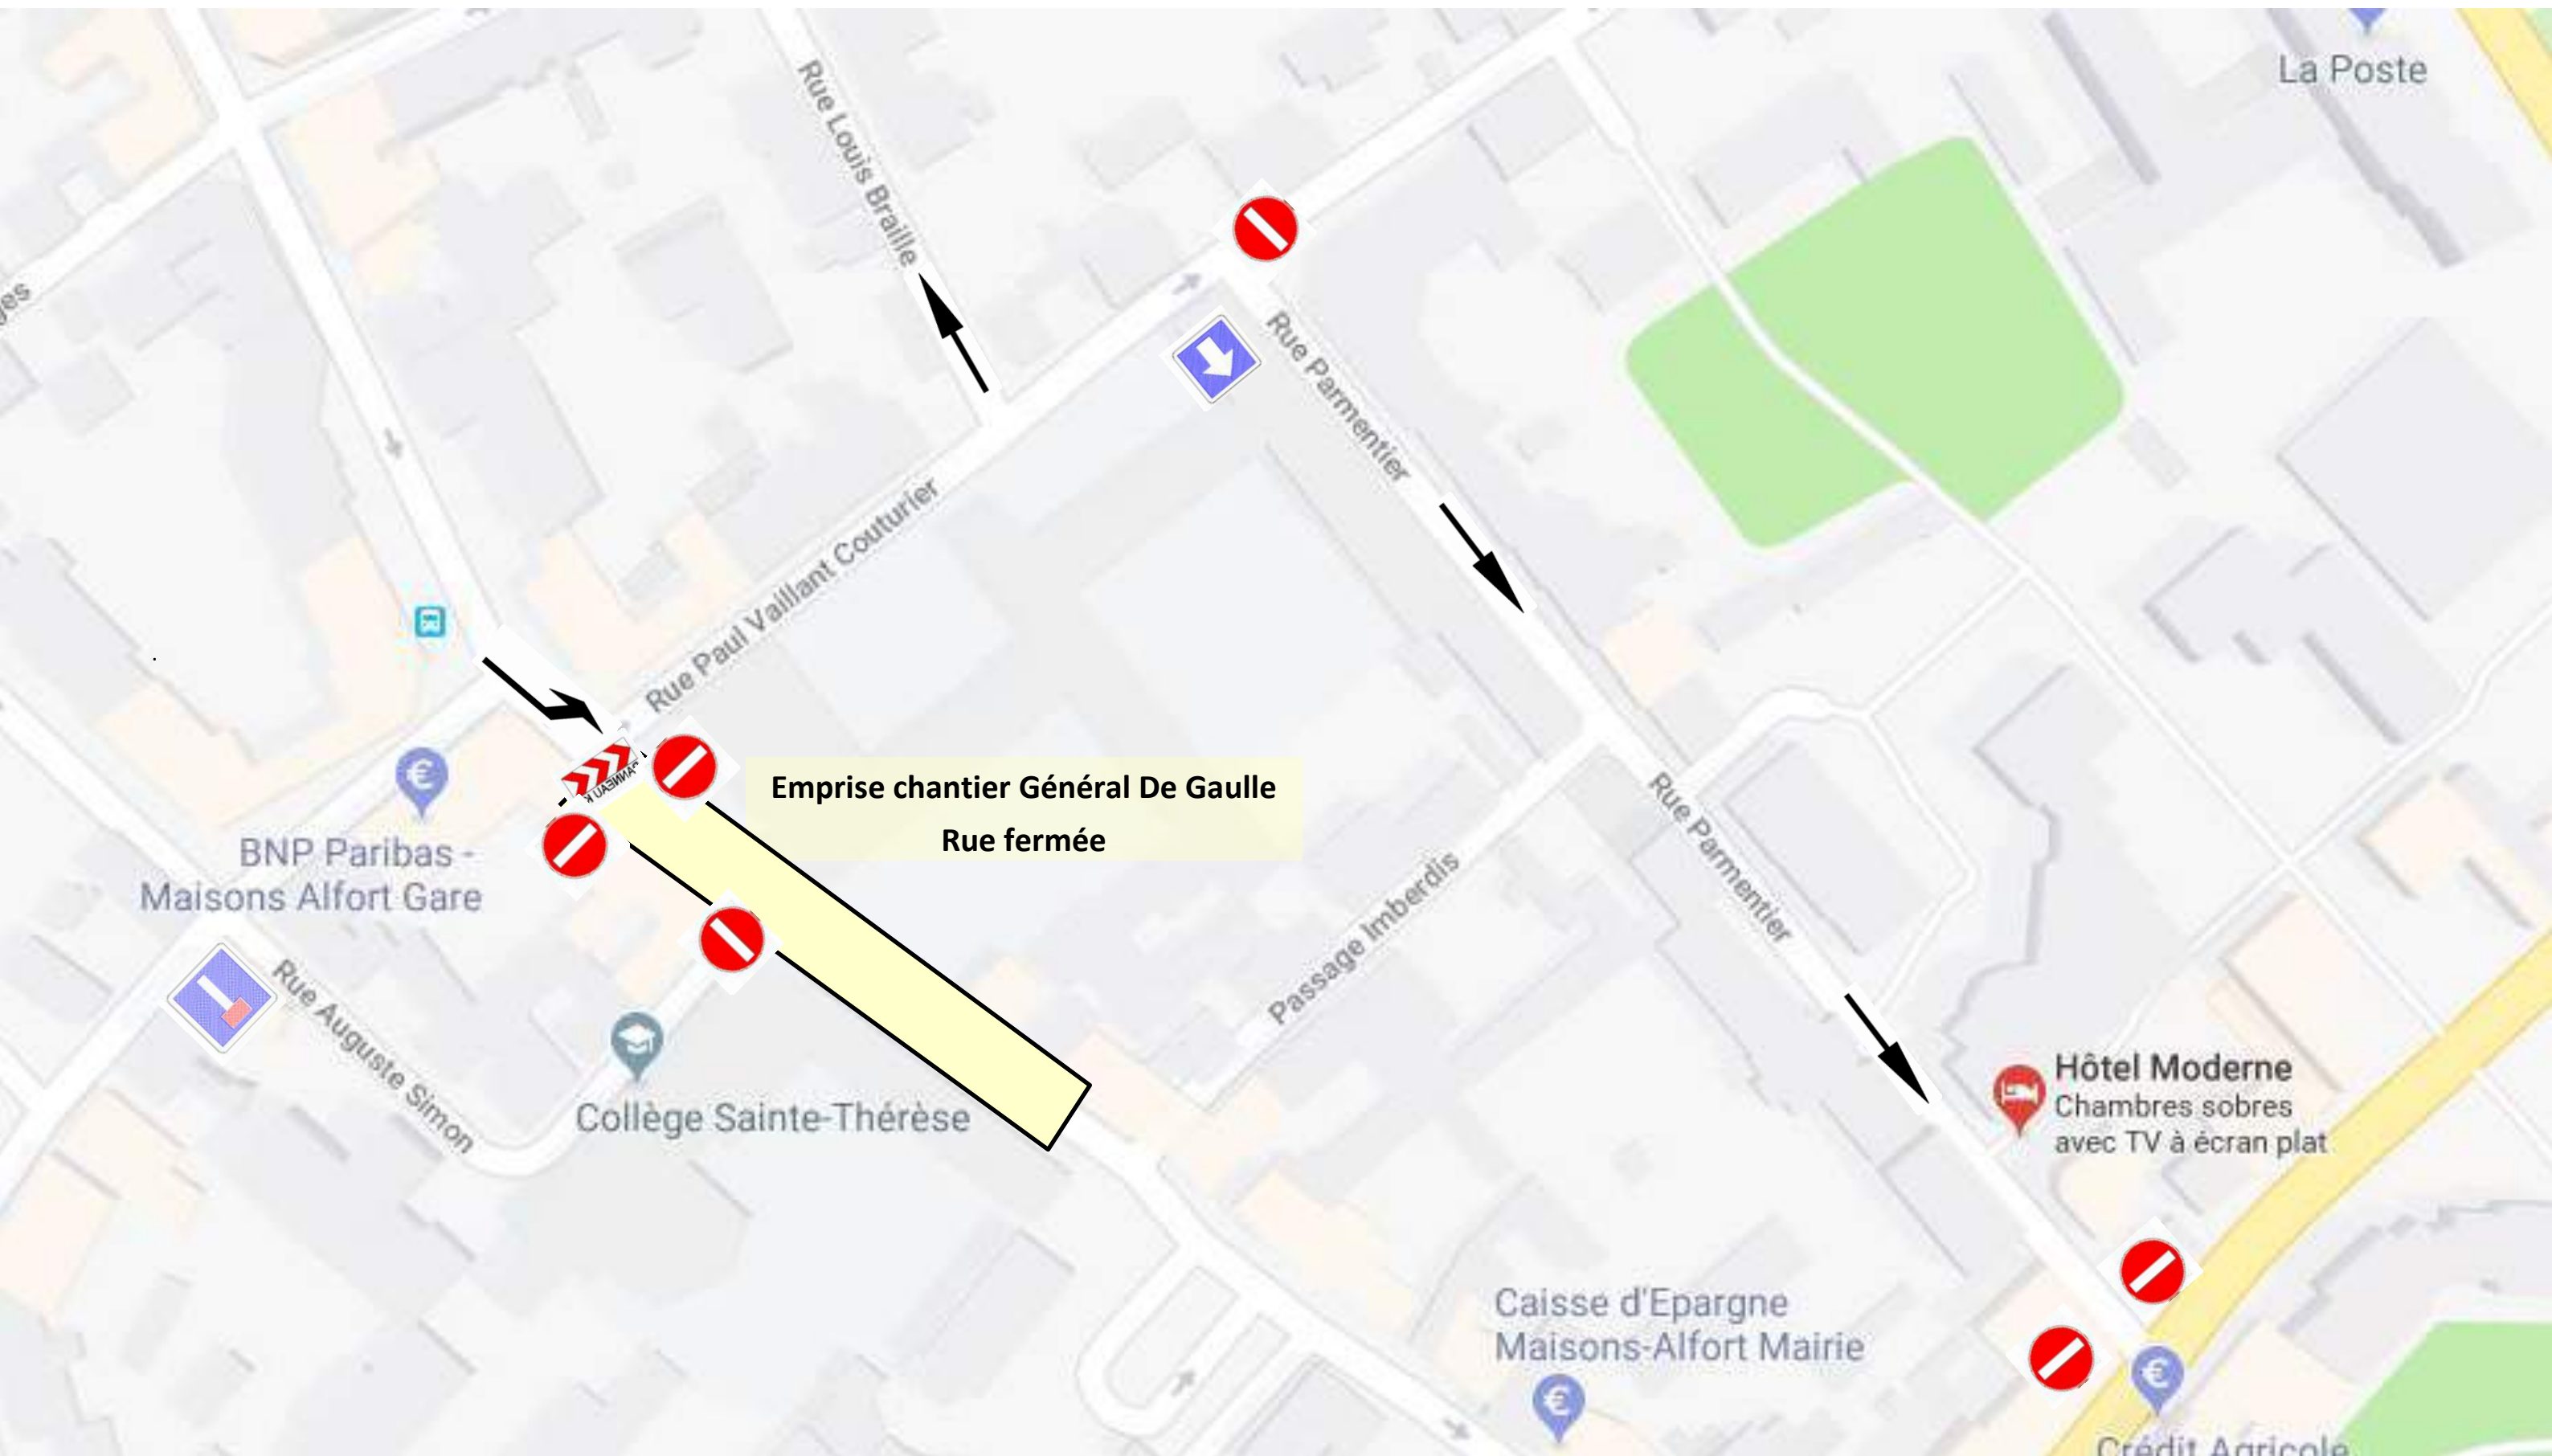 La Poste
Rue Louis Braille
Rue Parmentier
Rue Paul Vaillant Couturier
PANNEAU K
Emprise chantier Général De Gaulle
Rue fermée
BNP Paribas -
Maisons Alfort Gare
Rue Parmentier
Passage Imberdis
Rue Auguste Simon
Collège Sainte-Thérèse
Hôtel Moderne
Chambres sobres
avec TV à écran plat
Caisse d'Epargne
Maisons-Alfort Mairie
Crédit Agricole